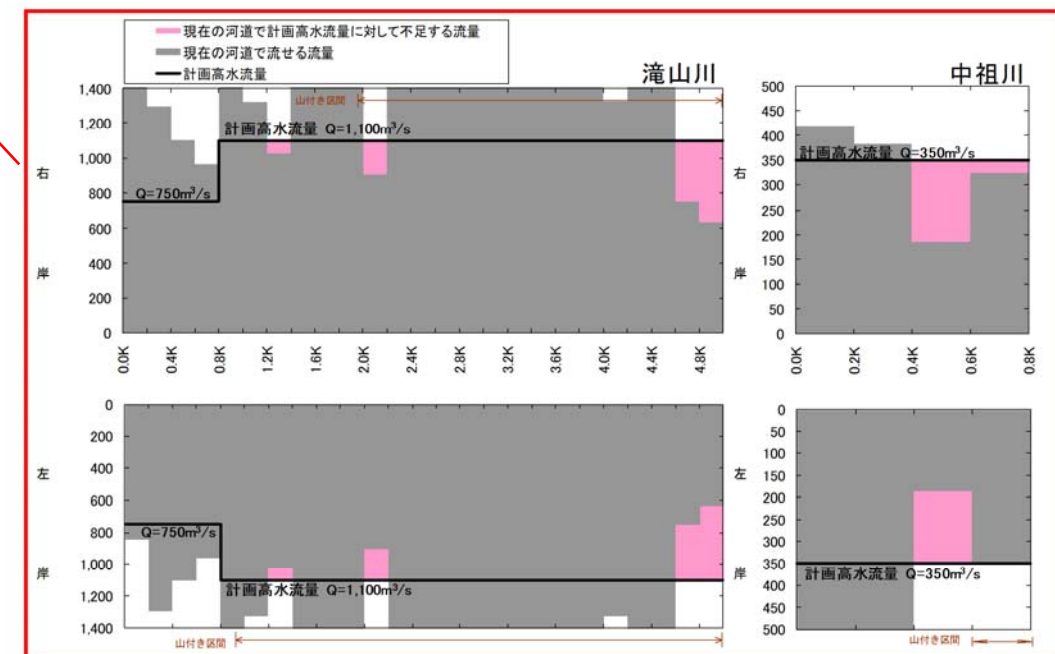 現在の河道で計画高水流量に対して不足する流量
現在の河道で流せる流量
計画高水流量
滝山川
中祖川
1,400
1,200
1,000
800
600
400
200
0
右
岸
山付き区間
計画高水流量 Q=1,100m³/s
Q=750m³/s
0.0K
0.4K
0.8K
1.2K
1.6K
2.0K
2.4K
2.8K
3.2K
3.6K
4.0K
4.4K
4.8K
500
450
400
350
350
300
250
200
150
100
50
0
右
岸
計画高水流量 Q=350m³/s
0.0K
0.2K
0.4K
0.6K
0.8K
0
200
400
600
800
1,000
1,200
1,400
左
岸
Q=750m³/s
計画高水流量 Q=1,100m³/s
山付き区間
0
50
100
150
200
250
300
350
350
400
450
500
左
岸
計画高水流量 Q=350m³/s
山付き区間